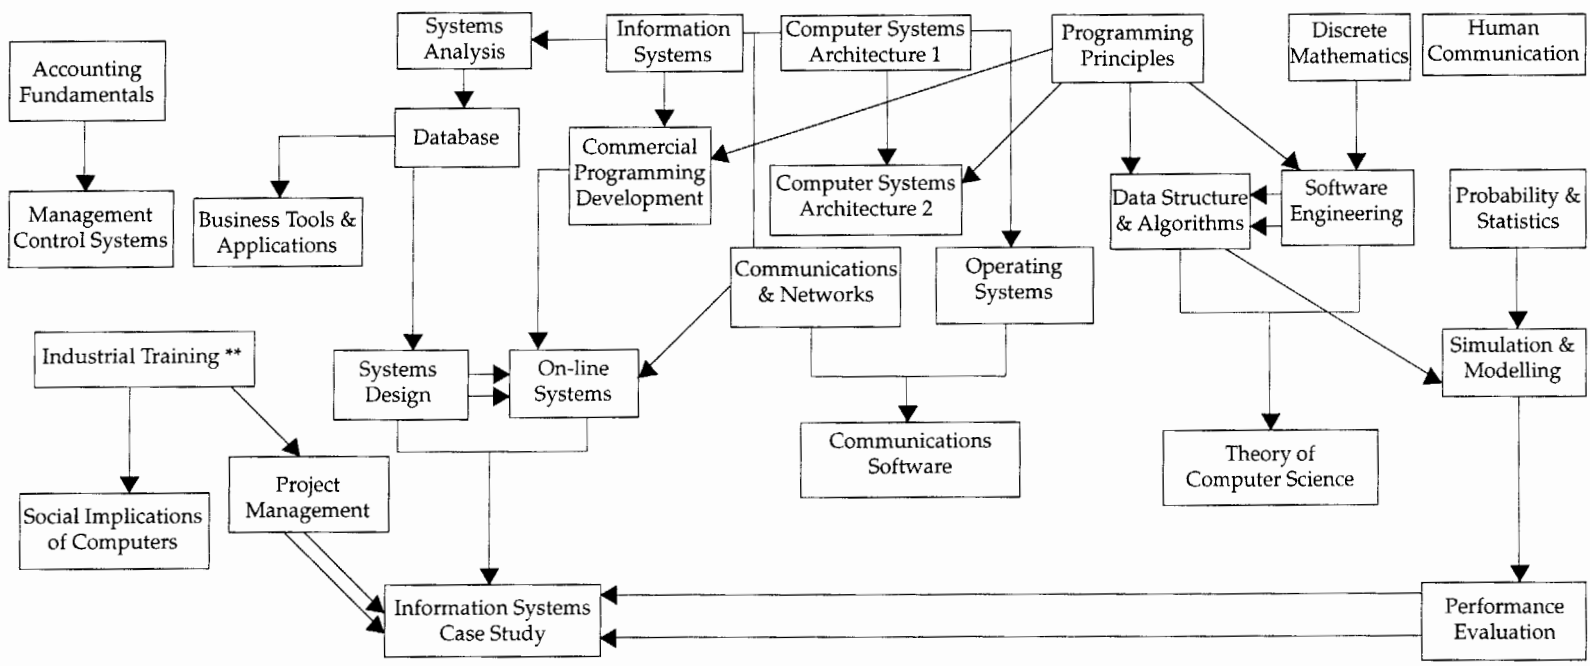 Systems
Analysis
Information
Systems
Computer Systems
Architecture 1
Programming
Principles
Discrete
Mathematics
Human
Communication
Accounting
Fundamentals
Database
Commercial
Programming
Development
Computer Systems
Architecture 2
Data Structure
& Algorithms
Software
Engineering
Probability &
Statistics
Management
Control Systems
Business Tools &
Applications
Communications
& Networks
Operating
Systems
Industrial Training **
Systems
Design
On-line
Systems
Simulation &
Modelling
Communications
Software
Theory of
Computer Science
Project
Management
Social Implications
of Computers
Information Systems
Case Study
Performance
Evaluation